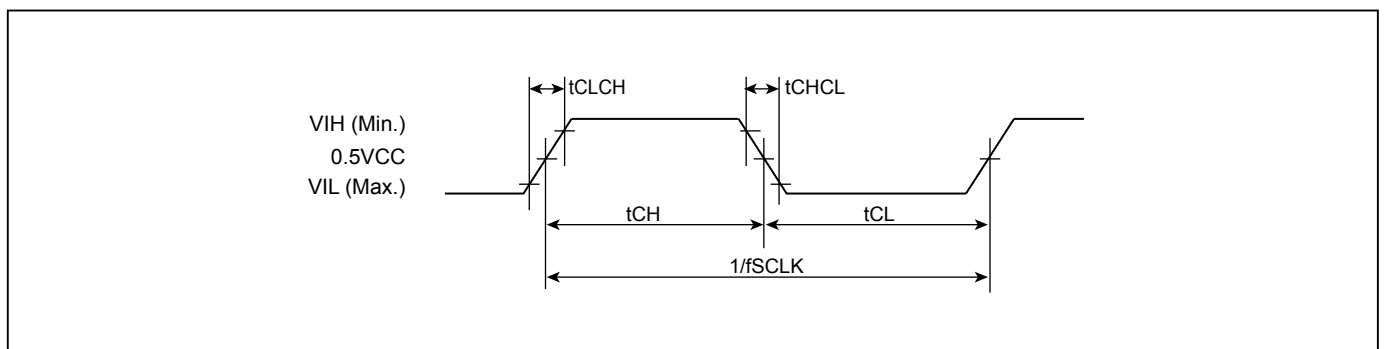 tCLCH
tCHCL
VIH (Min.)
0.5VCC
VIL (Max.)
tCH
tCL
1/fSCLK